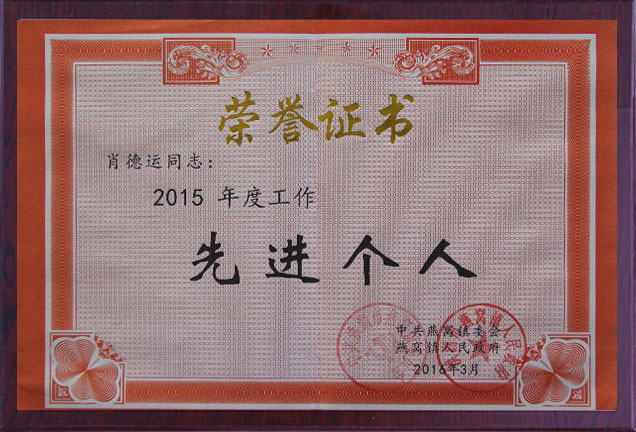 荣誉证书
肖德运同志：
2015 年度工作
先进个人
中共燕窝镇委会
燕窝镇人民政府
2016年3月